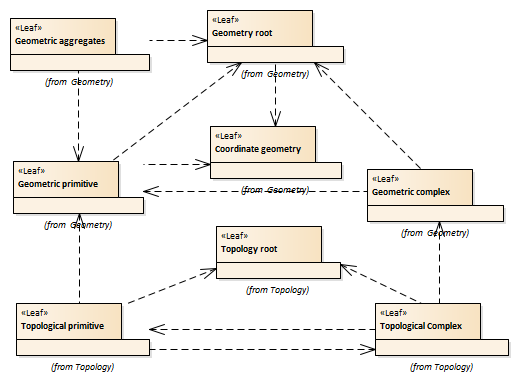 «Leaf»
Geometric aggregates
(from Geometry)
«Leaf»
Geometry root
(from Geometry)
«Leaf»
Coordinate geometry
(from Geometry)
«Leaf»
Geometric primitive
(from Geometry)
«Leaf»
Geometric complex
(from Geometry)
«Leaf»
Topology root
(from Topology)
«Leaf»
Topological primitive
(from Topology)
«Leaf»
Topological Complex
(from Topology)